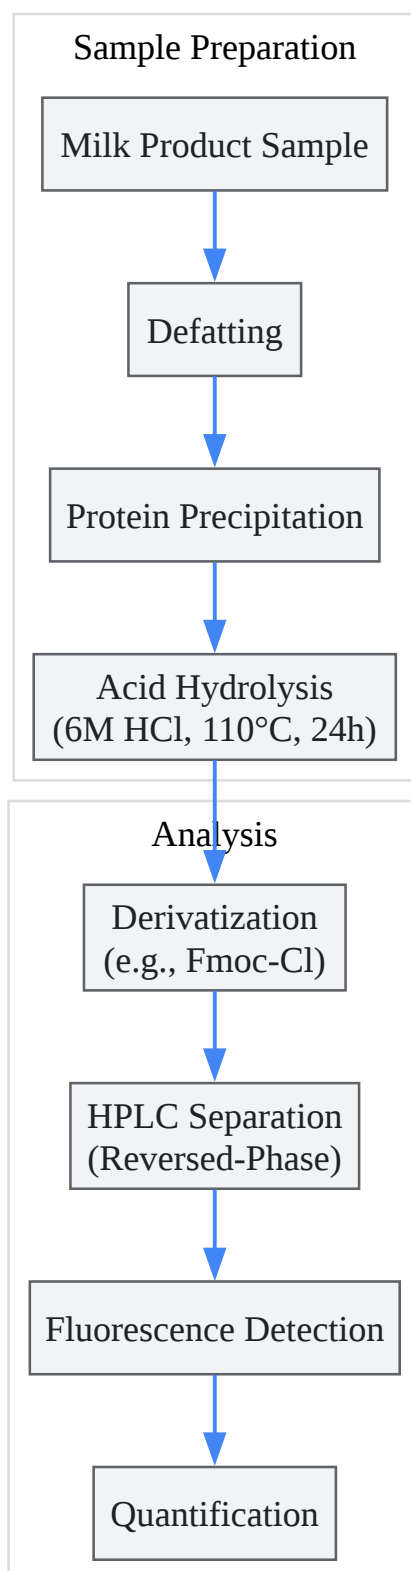 Sample Preparation
Milk Product Sample
Defatting
Protein Precipitation
Acid Hydrolysis
(6M HCl, 110°C, 24h)
Analysis
Derivatization
(e.g., Fmoc-Cl)
HPLC Separation
(Reversed-Phase)
Fluorescence Detection
Quantification